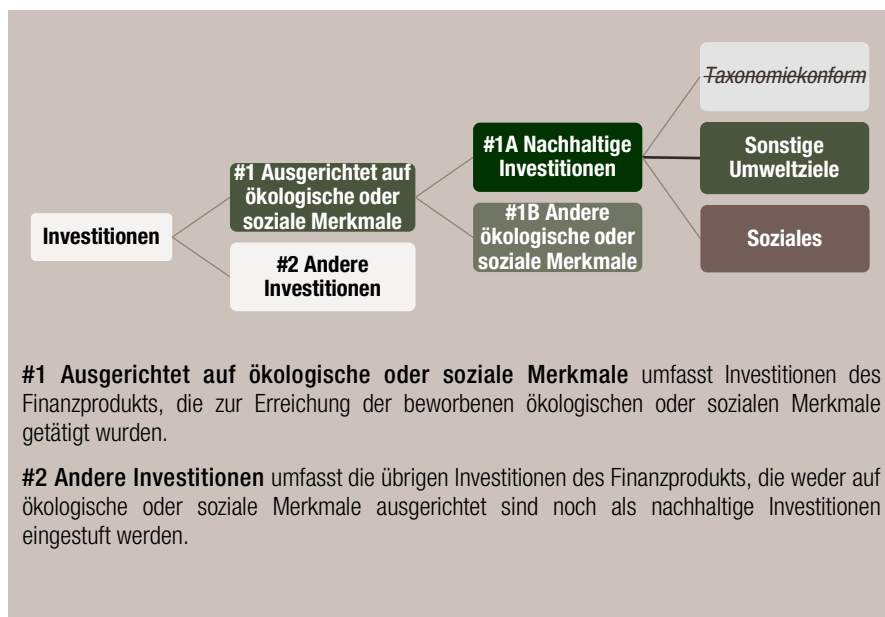 Investitionen
#1 Ausgerichtet auf
ökologische oder
soziale Merkmale
#2 Andere
Investitionen
#1A Nachhaltige
Investitionen
#1B Andere
ökologische oder
soziale Merkmale
Taxonomiekonform
Sonstige
Umweltziele
Soziales
#1 Ausgerichtet auf ökologische oder soziale Merkmale umfasst Investitionen des
Finanzprodukts, die zur Erreichung der beworbenen ökologischen oder sozialen Merkmale
getätigt wurden.
#2 Andere Investitionen umfasst die übrigen Investitionen des Finanzprodukts, die weder auf
ökologische oder soziale Merkmale ausgerichtet sind noch als nachhaltige Investitionen
eingestuft werden.